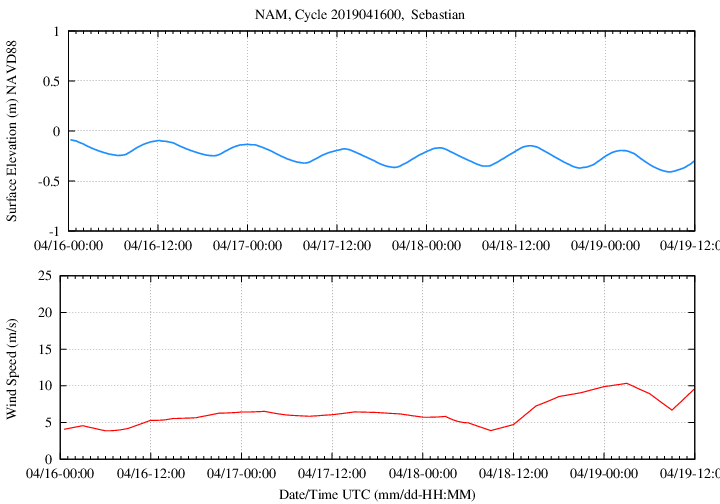 NAM, Cycle 2019041600, Sebastian
Surface Elevation (m) NAVD88
1
0.5
0
-0.5
-1
04/16-00:00 04/16-12:00 04/17-00:00 04/17-12:00 04/18-00:00 04/18-12:00 04/19-00:00 04/19-12:0
Wind Speed (m/s)
25
20
15
10
5
0
04/16-00:00 04/16-12:00 04/17-00:00 04/17-12:00 04/18-00:00 04/18-12:00 04/19-00:00 04/19-12:0
Date/Time UTC (mm/dd-HH:MM)